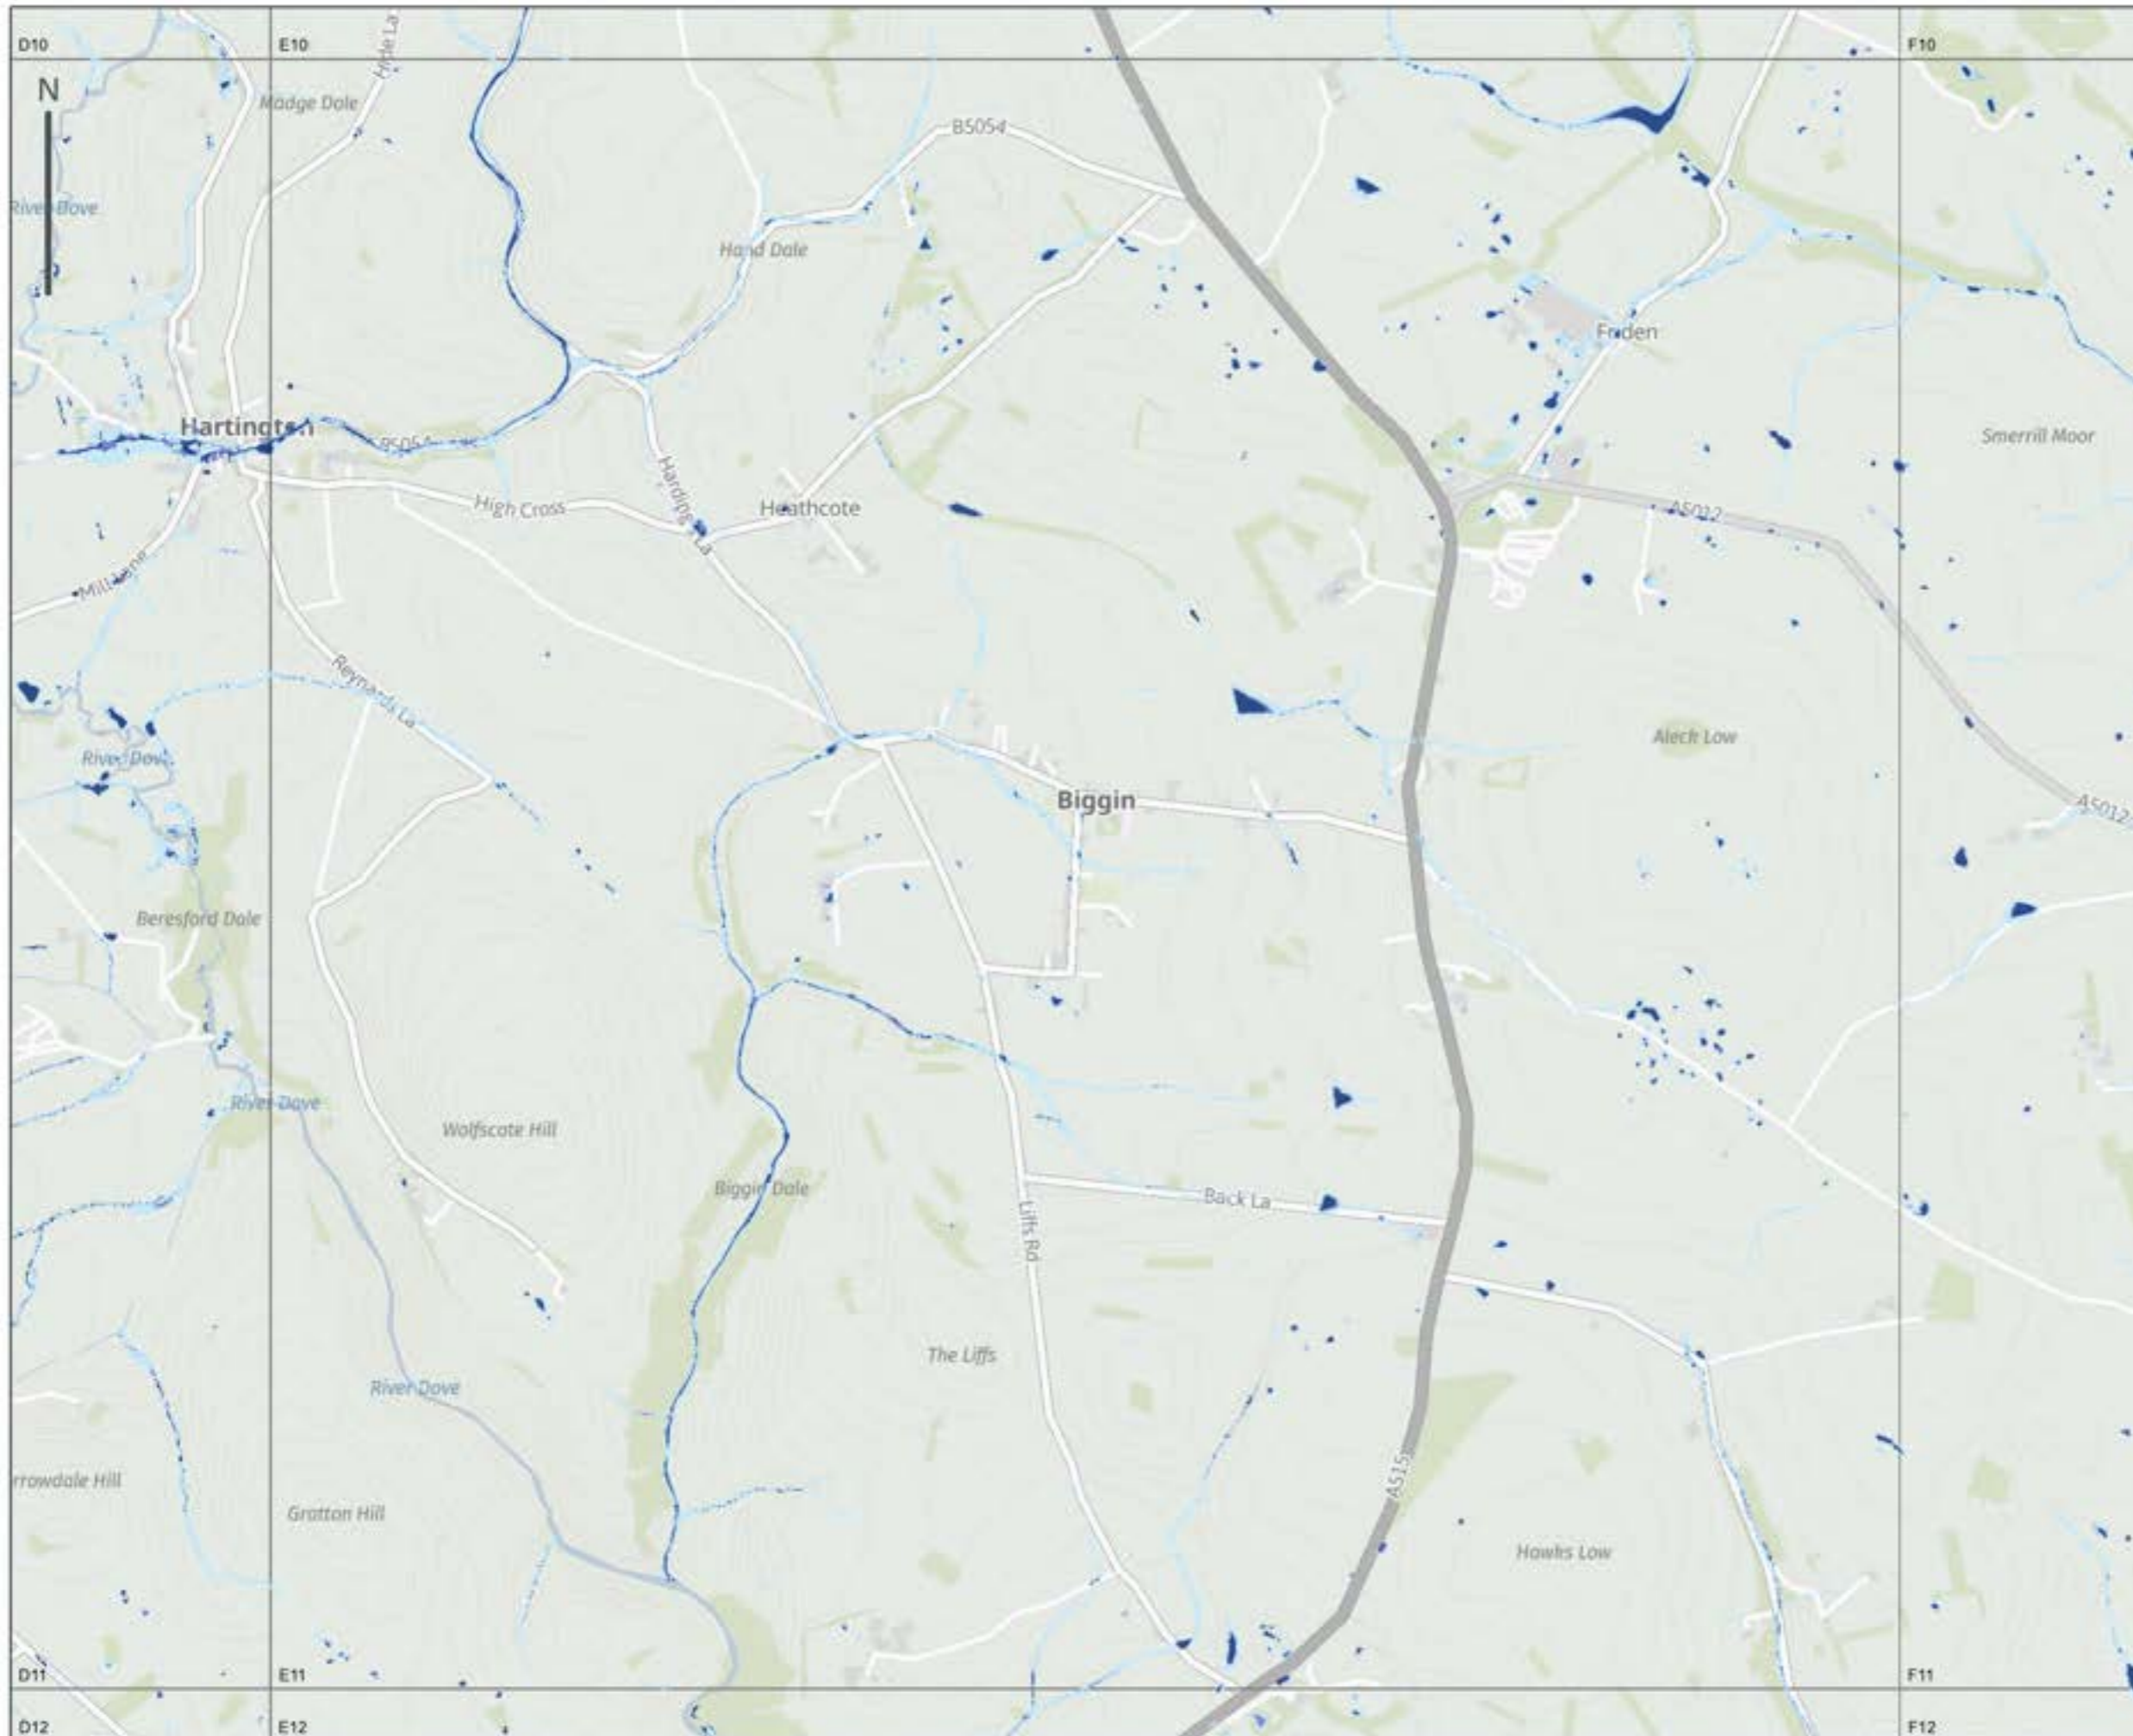 D10
E10
F10
N
Hide La
Madge Dale
B5054
River Dove
Hand Dale
Friden
Hartington
B5054
Smerrill Moor
High Cross
Harding's La
Heathcote
A5012
Mill Lane
Reynards La
River Dove
Aleck Low
Biggin
A5012
Beresford Dale
River Dove
Wolfscote Hill
Biggin Dale
Back La
Liffs Rd
The Liffs
River Dove
A515
rrowdale Hill
Gratton Hill
Hawks Low
D11
E11
F11
D12
E12
F12